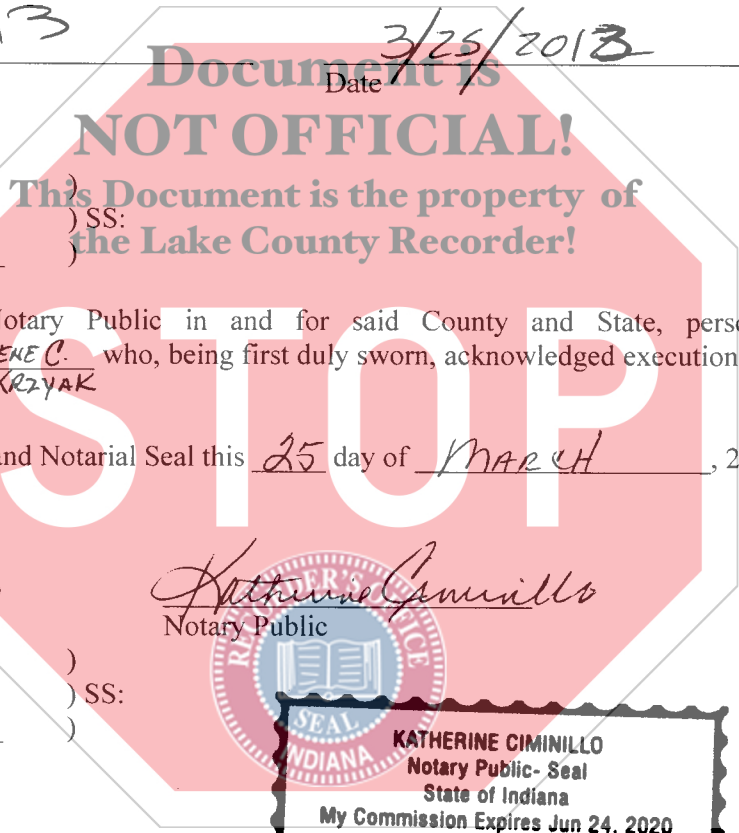 3/25/2013
Date
Document is
NOT OFFICIAL!
This Document is the property of
the Lake County Recorder!
)
) SS:
)
Notary Public in and for said County and State,
who, being first duly sworn, acknowledged execution
and Notarial Seal this 25 day of MARCH , 2
STOP
Katherine Ciminillo
Notary Public
)
) SS:
)
RECORDER'S OFFICE
SEAL
INDIANA
KATHERINE CIMINILLO
Notary Public- Seal
State of Indiana
My Commission Expires Jun 24, 2020